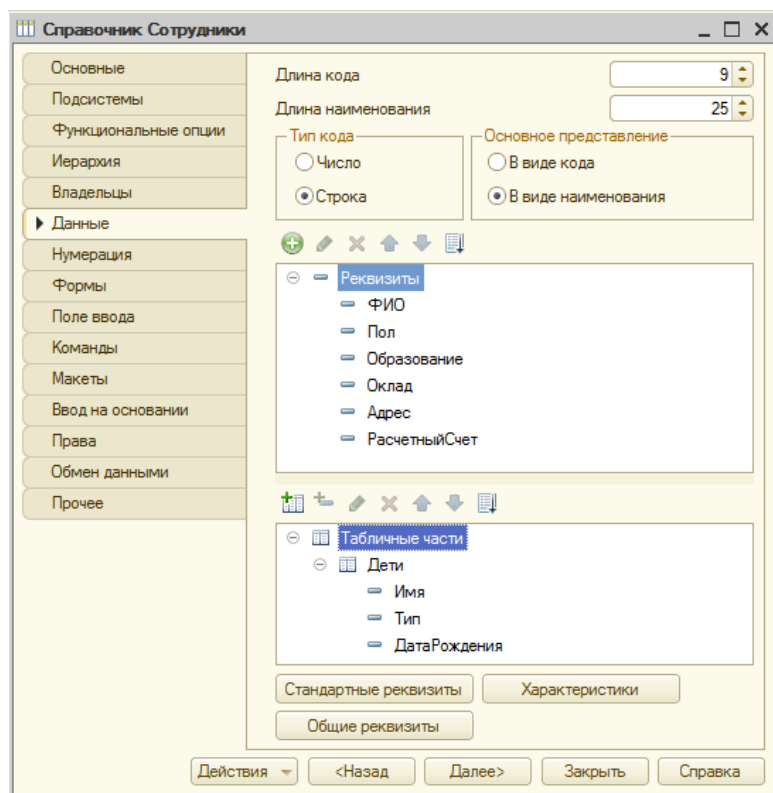 Справочник Сотрудники
Основные
Подсистемы
Функциональные опции
Иерархия
Владельцы
Данные
Нумерация
Формы
Поле ввода
Команды
Макеты
Ввод на основании
Права
Обмен данными
Прочее
Длина кода 9
Длина наименования 25
Тип кода Основное представление
Число В виде кода
Строка В виде наименования
Реквизиты
ФИО
Пол
Образование
Оклад
Адрес
РасчетныйСчет
Табличные части
Дети
Имя
Тип
ДатаРождения
Стандартные реквизиты Характеристики
Общие реквизиты
Действия <Назад Далее> Закрыть Справка